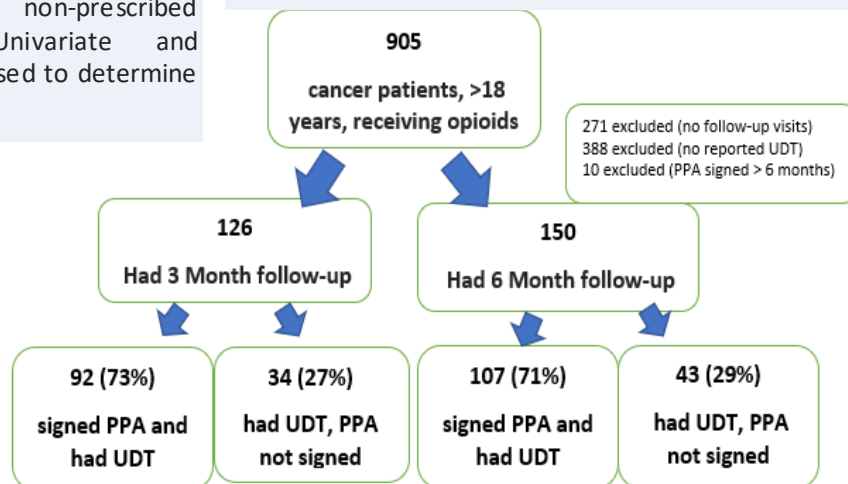 non-prescribed
Univariate and
sed to determine
905
cancer patients, >18
years, receiving opioids
271 excluded (no follow-up visits)
388 excluded (no reported UDT)
10 excluded (PPA signed > 6 months)
126
Had 3 Month follow-up
150
Had 6 Month follow-up
92 (73%)
signed PPA and
had UDT
34 (27%)
had UDT, PPA
not signed
107 (71%)
signed PPA and
had UDT
43 (29%)
had UDT, PPA
not signed